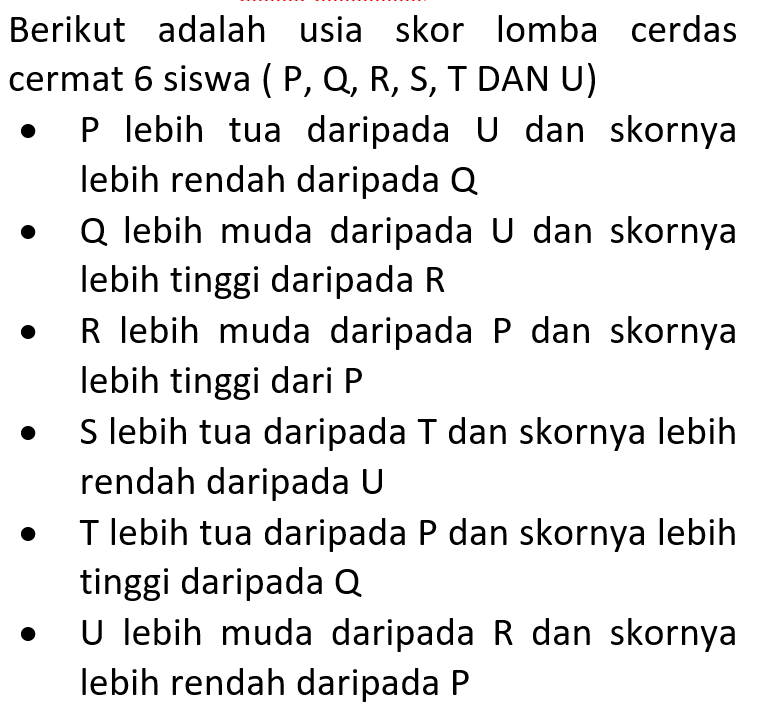 Berikut adalah usia skor lomba cerdas
cermat 6 siswa ( P, Q, R, S, T DAN U)
• P lebih tua daripada U dan skornya
lebih rendah daripada Q
• Q lebih muda daripada U dan skornya
lebih tinggi daripada R
• R lebih muda daripada P dan skornya
lebih tinggi dari P
• S lebih tua daripada T dan skornya lebih
rendah daripada U
• T lebih tua daripada P dan skornya lebih
tinggi daripada Q
• U lebih muda daripada R dan skornya
lebih rendah daripada P